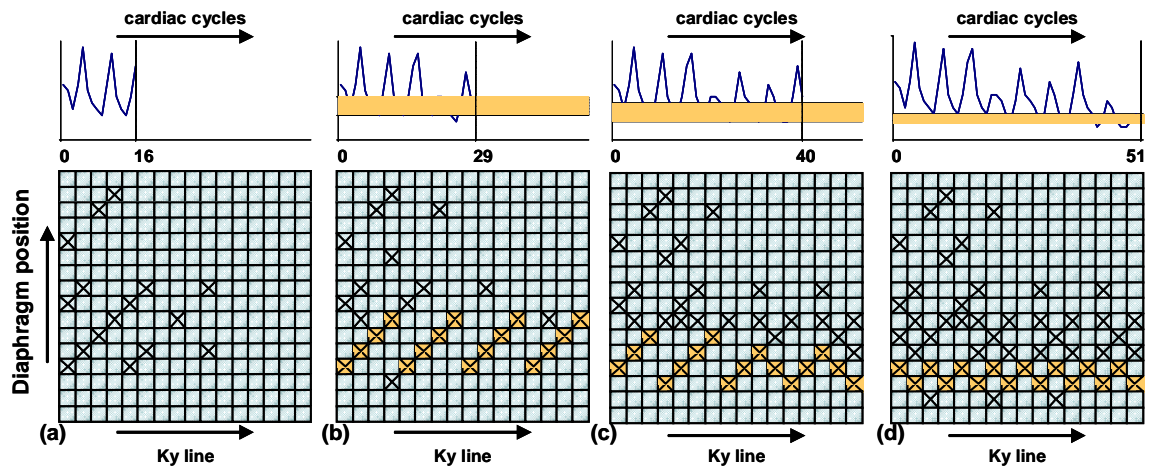 cardiac cycles
cardiac cycles
cardiac cycles
cardiac cycles
0 16
0 29
0 40
0 51
Diaphragm position
(a) (b) (c) (d)
Ky line
Ky line
Ky line
Ky line